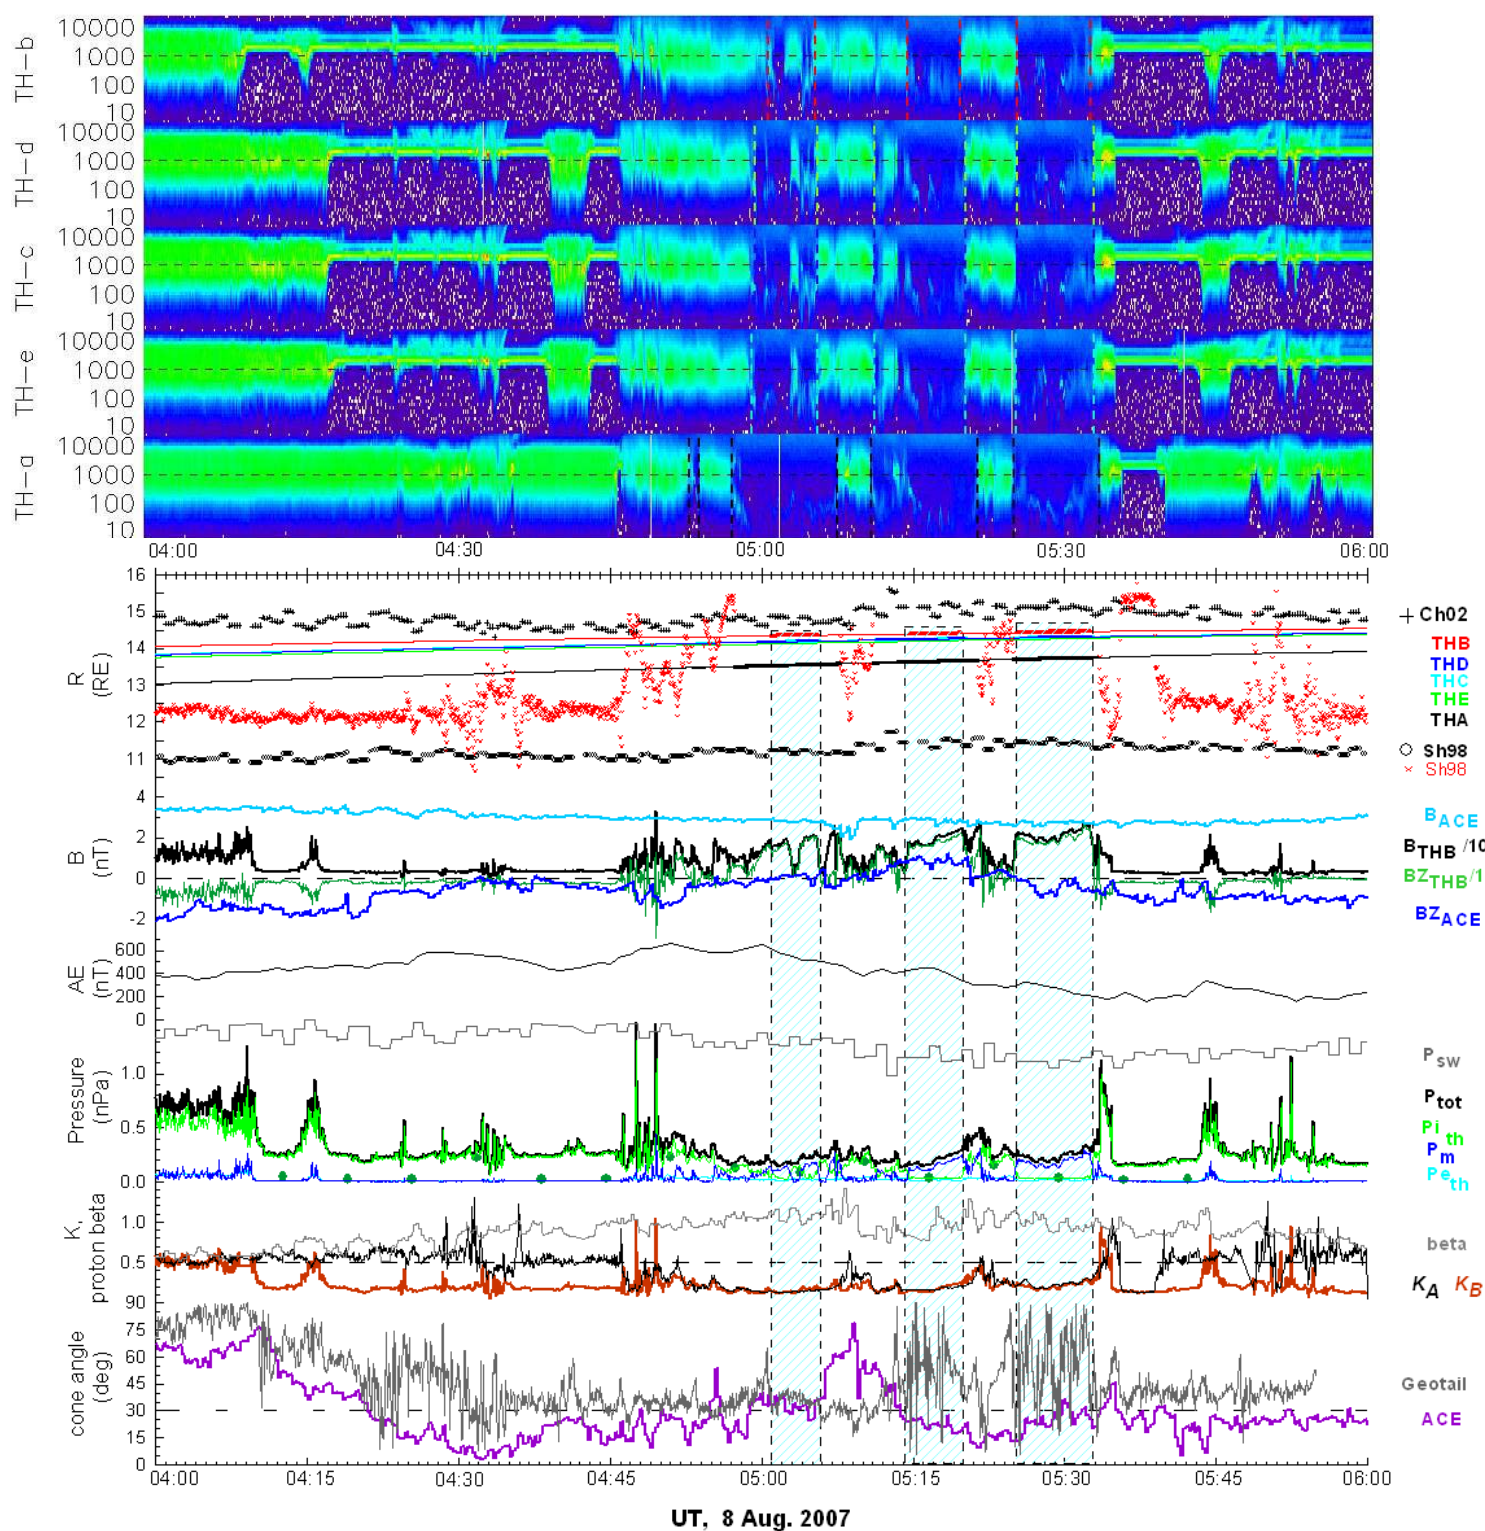 TH-b
10000
1000
100
10
TH-d
10000
1000
100
10
TH-c
10000
1000
100
10
TH-e
10000
1000
100
10
TH-a
10000
1000
100
10
04:00 04:30 05:00 05:30 06:00
R
(RE)
16
15
14
13
12
11
+ Ch02
THB
THD
THC
THE
THA
○ Sh98
× Sh98
B
(nT)
4
2
0
-2
BACE
BTHB /10
BZTHB/1
BZACE
AE
(nT)
600
400
200
0
Pressure
(nPa)
1.0
0.5
0.0
Psw
Ptot
Pi th
Pm
Pe th
K,
proton beta
1.0
0.5
beta
KA KB
cone angle
(deg)
90
75
60
45
30
15
0
Geotail
ACE
04:00 04:15 04:30 04:45 05:00 05:15 05:30 05:45 06:00
UT, 8 Aug. 2007